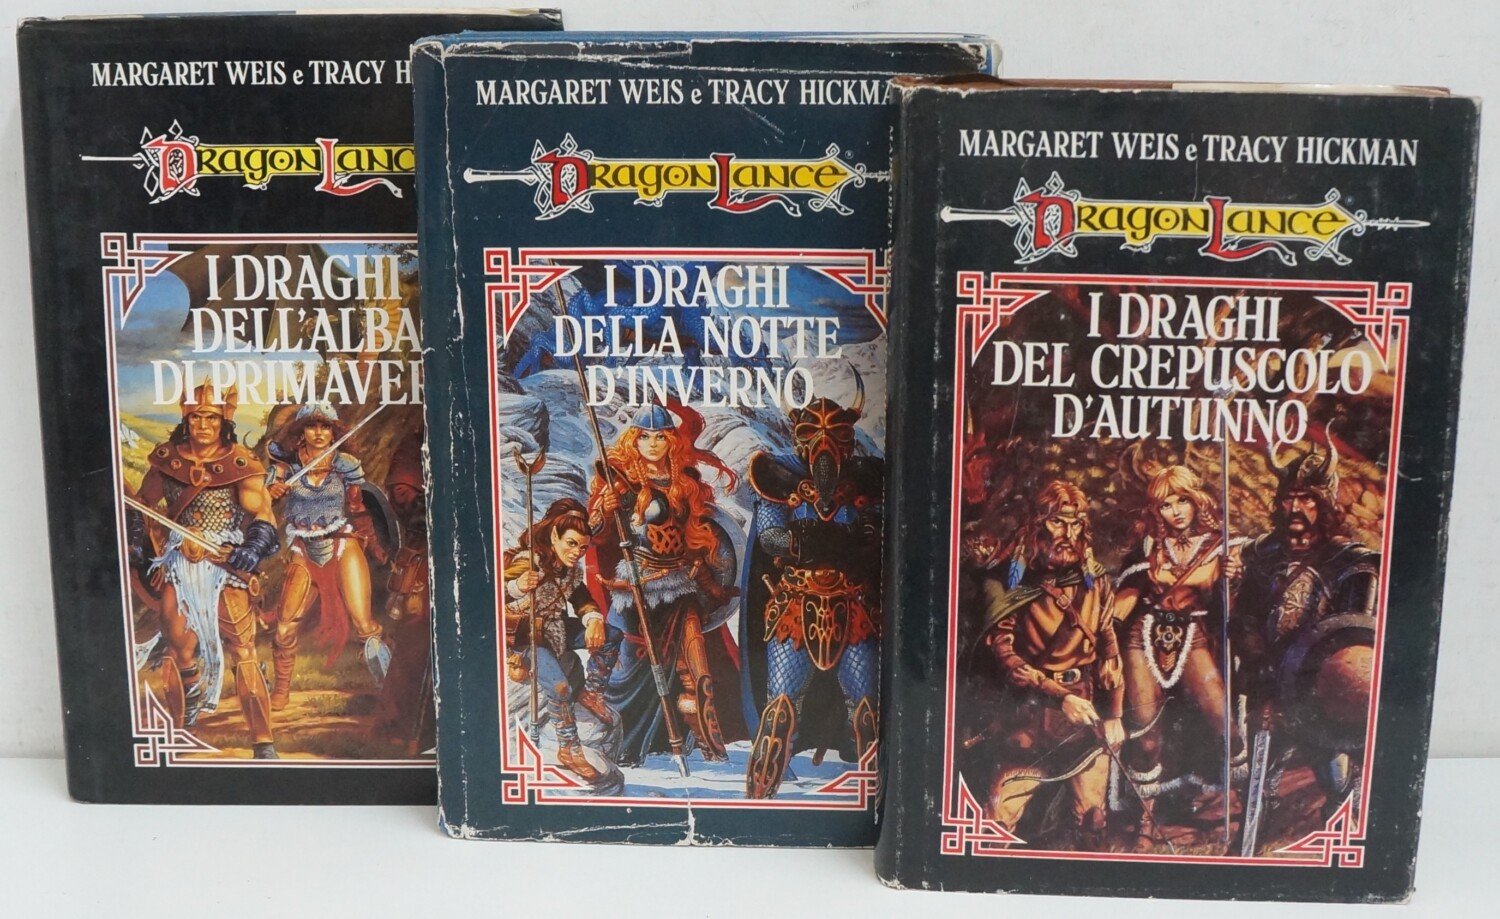 MARGARET WEIS e TRACY H
DRAGONLANC
I DRAGHI
DELL'ALBA
DI PRIMAVER
MARGARET WEIS e TRACY HICKMA
DRAGONLANCE®
I DRAGHI
DELLA NOTTE
D'INVERNO
MARGARET WEIS e TRACY HICKMAN
DRAGONLANCE
I DRAGHI
DEL CREPUSCOLO
D'AUTUNNO